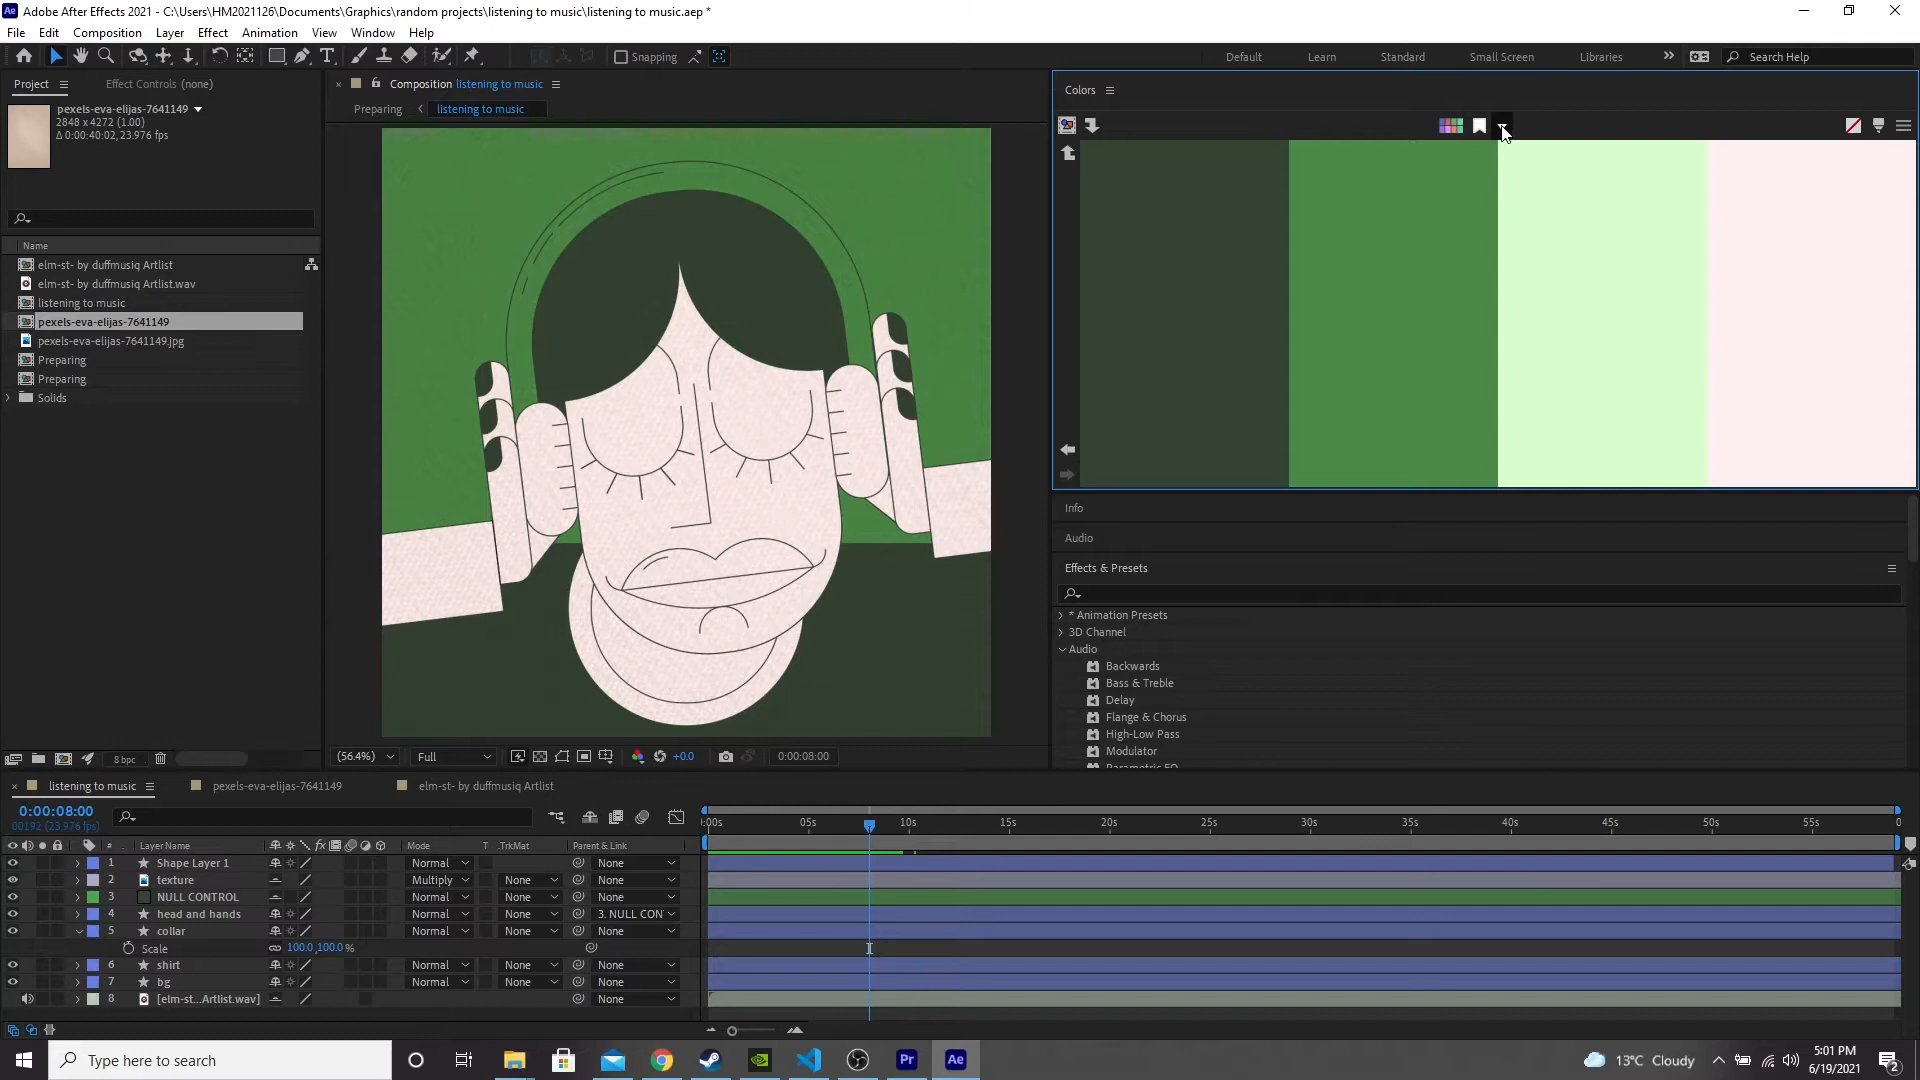 Ae Adobe After Effects 2021 - C:\Users\HM2021126\Documents\Graphics\random projects\listening to music\listening to music.aep *
File Edit Composition Layer Effect Animation View Window Help
Snapping
Default Learn Standard Small Screen Libraries Search Help
Project Effect Controls (none)
Composition listening to music
Colors
Preparing listening to music
pexels-eva-elijas-7641149
2848 x 4272 (1.00)
Δ 0:00:40:02, 23.976 fps
Name
elm-st- by duffmusiq Artlist
elm-st- by duffmusiq Artlist.wav
listening to music
pexels-eva-elijas-7641149
pexels-eva-elijas-7641149.jpg
Preparing
Preparing
Solids
Info
Audio
Effects & Presets
* Animation Presets
3D Channel
Audio
Backwards
Bass & Treble
Delay
Flange & Chorus
High-Low Pass
Modulator
Parametric EQ
8 bpc
(56.4%) Full +0.0 0:00:08:00
listening to music pexels-eva-elijas-7641149 elm-st- by duffmusiq Artlist
0:00:08:00
00192 (23.976 fps)
:00s 05s 10s 15s 20s 25s 30s 35s 40s 45s 50s 55s 0
# Layer Name fx Mode T .TrkMat Parent & Link
1 Shape Layer 1 Normal None
2 texture Multiply None None
3 NULL CONTROL Normal None None
4 head and hands Normal None 3. NULL CON
5 collar Normal None None
Scale 100.0,100.0%
6 shirt Normal None None
7 bg Normal None None
8 [elm-st...Artlist.wav] None
Type here to search
Pr Ae
13°C Cloudy
5:01 PM
6/19/2021
2